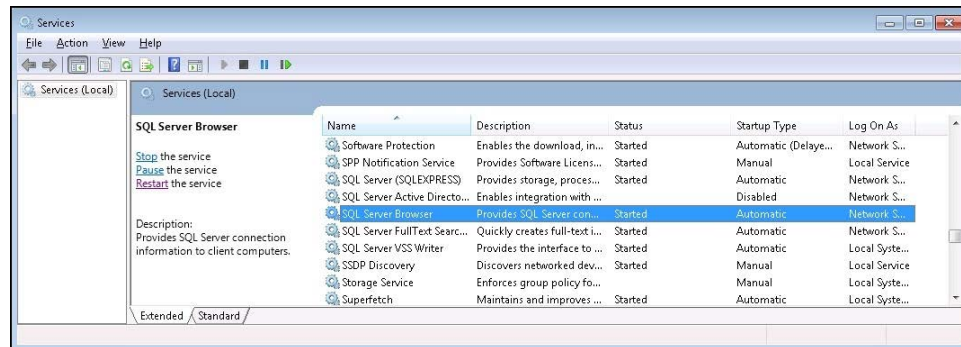 Services
File Action View Help
Services (Local)
Services (Local)
SQL Server Browser
Stop the service
Pause the service
Restart the service
Description:
Provides SQL Server connection
information to client computers.
Name Description Status Startup Type Log On As
Software Protection Enables the download, in... Started Automatic (Delaye... Network S...
SPP Notification Service Provides Software Licens... Started Manual Local Service
SQL Server (SQLEXPRESS) Provides storage, proces... Started Automatic Network S...
SQL Server Active Directo... Enables integration with ... Disabled Network S...
SQL Server Browser Provides SQL Server con... Started Automatic Network S...
SQL Server FullText Searc... Quickly creates full-text i... Started Automatic Network S...
SQL Server VSS Writer Provides the interface to ... Started Automatic Local Syste...
SSDP Discovery Discovers networked dev... Started Manual Local Service
Storage Service Enforces group policy fo... Manual Local Syste...
Superfetch Maintains and improves ... Started Automatic Local Syste...
Extended Standard